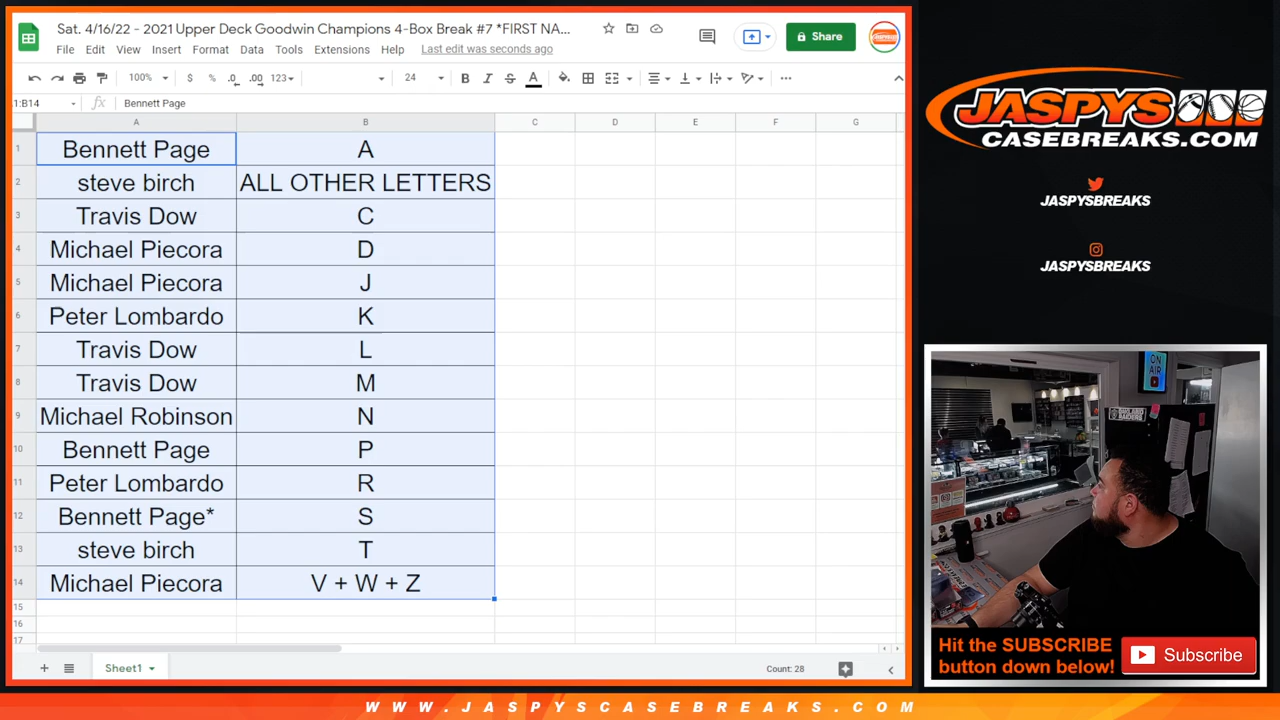 Sat. 4/16/22 - 2021 Upper Deck Goodwin Champions 4-Box Break #7 *FIRST NA...
Share
File Edit View Insert Format Data Tools Extensions Help Last edit was seconds ago
100% $ % .0 .00 123 24 B I S A
1:B14 fx Bennett Page
A B C D E F G
1 Bennett Page A
2 steve birch ALL OTHER LETTERS
3 Travis Dow C
4 Michael Piecora D
5 Michael Piecora J
6 Peter Lombardo K
7 Travis Dow L
8 Travis Dow M
9 Michael Robinson N
10 Bennett Page P
11 Peter Lombardo R
12 Bennett Page* S
13 steve birch T
14 Michael Piecora V + W + Z
15
16
17
Sheet1 Count: 28
JASPYS
CASEBREAKS.COM
JASPYSBREAKS
JASPYSBREAKS
ON
AIR
Hit the SUBSCRIBE
button down below!
Subscribe
WWW.JASPYSCASEBREAKS.COM